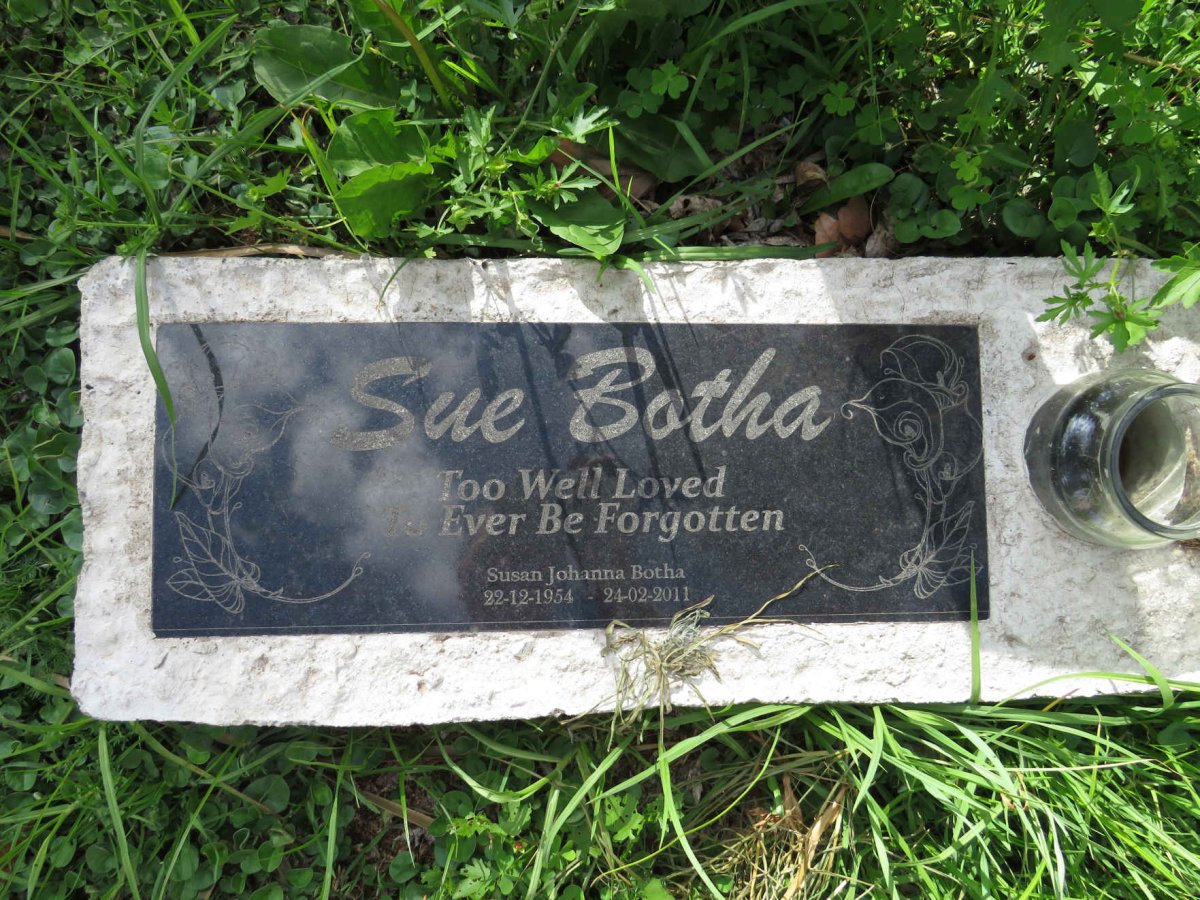 Sue Botha
Too Well Loved
To Ever Be Forgotten
Susan Johanna Botha
22-12-1954 - 24-02-2011